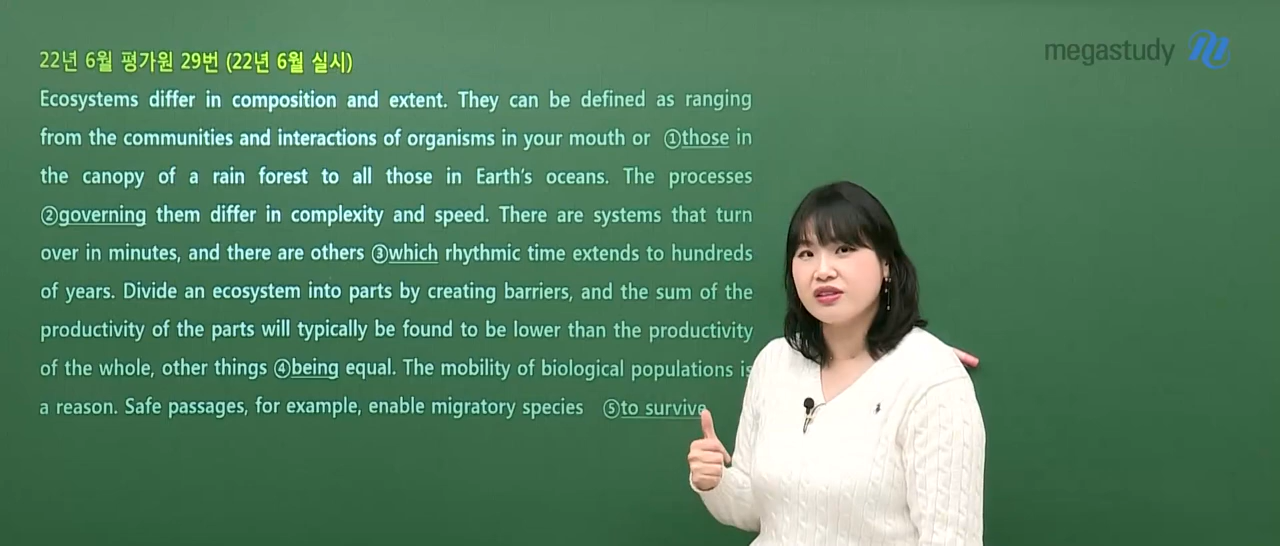 megastudy
22년 6월 평가원 29번 (22년 6월 실시)
Ecosystems differ in composition and extent. They can be defined as ranging
from the communities and interactions of organisms in your mouth or ①those in
the canopy of a rain forest to all those in Earth's oceans. The processes
②governing them differ in complexity and speed. There are systems that turn
over in minutes, and there are others ③which rhythmic time extends to hundreds
of years. Divide an ecosystem into parts by creating barriers, and the sum of the
productivity of the parts will typically be found to be lower than the productivity
of the whole, other things ④being equal. The mobility of biological populations is
a reason. Safe passages, for example, enable migratory species ⑤to survive